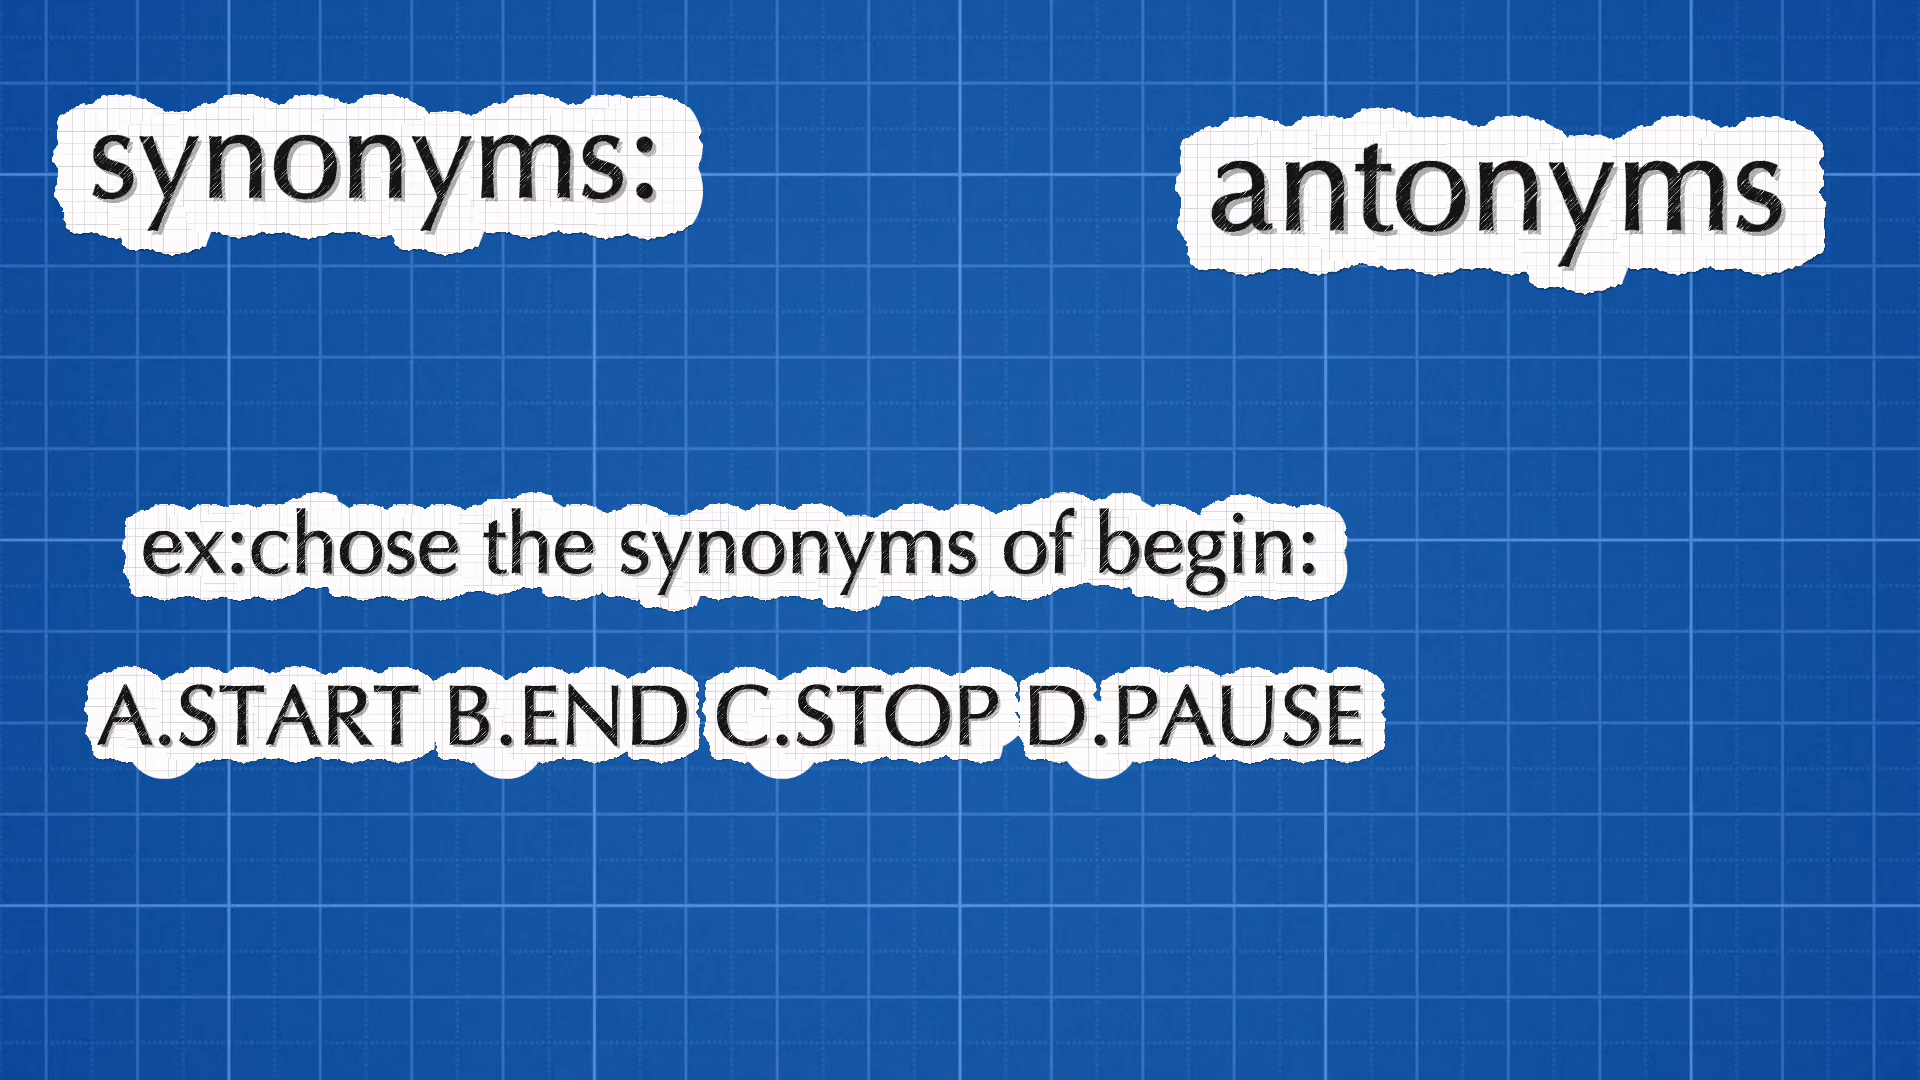 synonyms:
antonyms
ex:chose the synonyms of begin:
A.START B.END C.STOP D.PAUSE